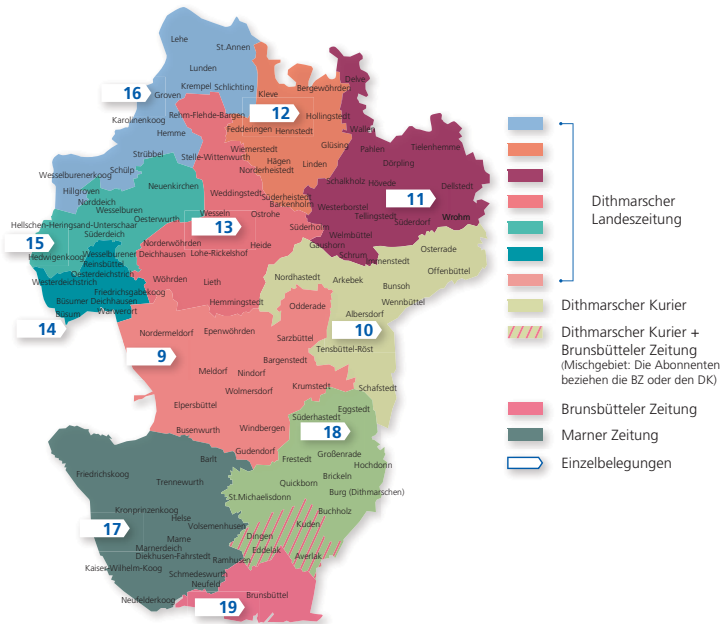 Lehe
St.Annen
Lunden
Krempel
Schlichting
16
Groven
Kleve
Bergewöhrden
Delve
Rehm-Flehde-Bargen
12
Hollingstedt
Karolinenkoog
Fedderingen
Hennstedt
Wallen
Hemme
Glüsing
Pahlen
Tielenhemme
Strübbel
Stelle-Wittenwurth
Wiemerstedt
Hägen
Linden
Dörpling
Schülp
Norderheistedt
Wesselburenerkoog
Neuenkirchen
Weddingstedt
Süderheistedt
Schalkholz
Hövede
Dellstedt
Hillgroven
Barkenholm
11
Norddeich
Wesselburen
Wesseln
Ostrohe
Westerborstel
Tellingstedt
Wrohm
Oesterwurth
13
Süderholm
Süderdorf
Hellschen-Heringsand-Unterschaar
Süderdeich
Welmbüttel
15
Norderwöhrden
Heide
Gaushorn
Osterrade
Hedwigenkoog
Wesselburener Deichhausen
Lohe-Rickelshof
Schrum
Immenstedt
Reinsbüttel
Offenbüttel
Oesterdeichstrich
Nordhastedt
Arkebek
Westerdeichstrich
Wöhrden
Lieth
Bunsoh
Friedrichsgabekoog
Wennbüttel
Büsumer Deichhausen
Hemmingstedt
Odderade
Büsum
Warwerort
Albersdorf
14
Nordermeldorf
Epenwöhrden
10
Sarzbüttel
Tensbüttel-Röst
9
Bargenstedt
Meldorf
Nindorf
Schafstedt
Wolmersdorf
Krumstedt
Elpersbüttel
Eggstedt
Süderhastedt
Busenwurth
Windbergen
18
Gudendorf
Großenrade
Barlt
Frestedt
Hochdonn
Friedrichskoog
Trennewurth
Brickeln
Quickborn
Burg (Dithmarschen)
St.Michaelisdonn
Kronprinzenkoog
Buchholz
Helse
17
Volsemenhusen
Kuden
Marne
Dingen
Marnerdeich
Eddelak
Diekhusen-Fahrstedt
Ramhusen
Averlak
Kaiser-Wilhelm-Koog
Schmedeswurth
Neufeld
Brunsbüttel
Neufelderkoog
19
Dithmarscher
Landeszeitung
Dithmarscher Kurier
Dithmarscher Kurier +
Brunsbütteler Zeitung
(Mischgebiet: Die Abonnenten
beziehen die BZ oder den DK)
Brunsbütteler Zeitung
Marner Zeitung
Einzelbelegungen